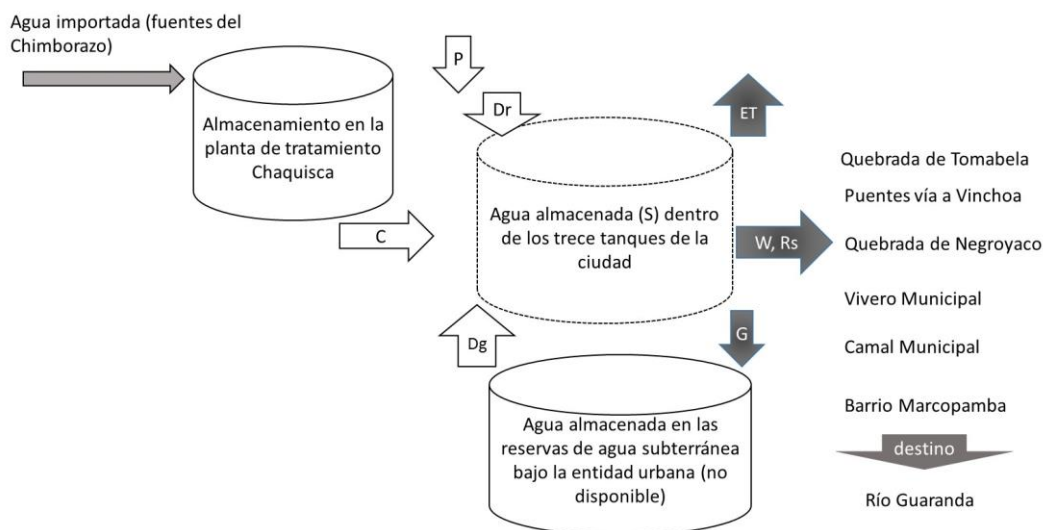 Agua importada (fuentes del
Chimborazo)
Almacenamiento en la
planta de tratamiento
Chaquisca
C
P
Dr
ET
Agua almacenada (S) dentro
de los trece tanques de la
ciudad
W, Rs
Dg
G
Agua almacenada en las
reservas de agua subterránea
bajo la entidad urbana (no
disponible)
Quebrada de Tomabela
Puentes vía a Vinchoa
Quebrada de Negroyaco
Vivero Municipal
Camal Municipal
Barrio Marcopamba
destino
Río Guaranda